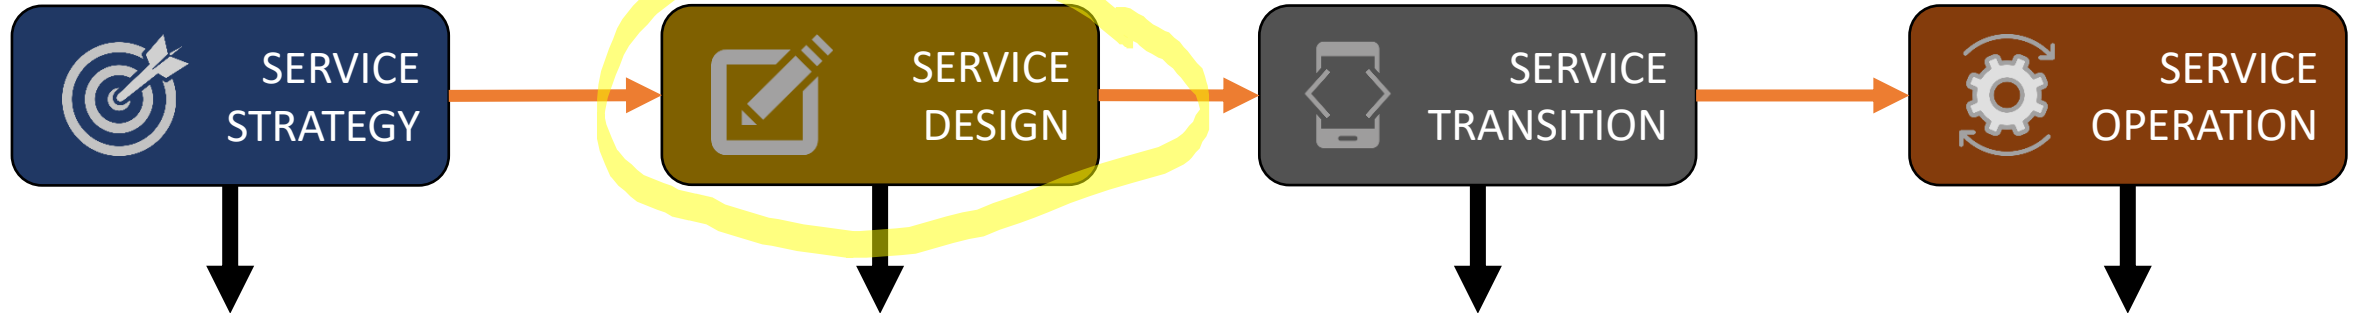 SERVICE
STRATEGY
SERVICE
DESIGN
SERVICE
TRANSITION
SERVICE
OPERATION